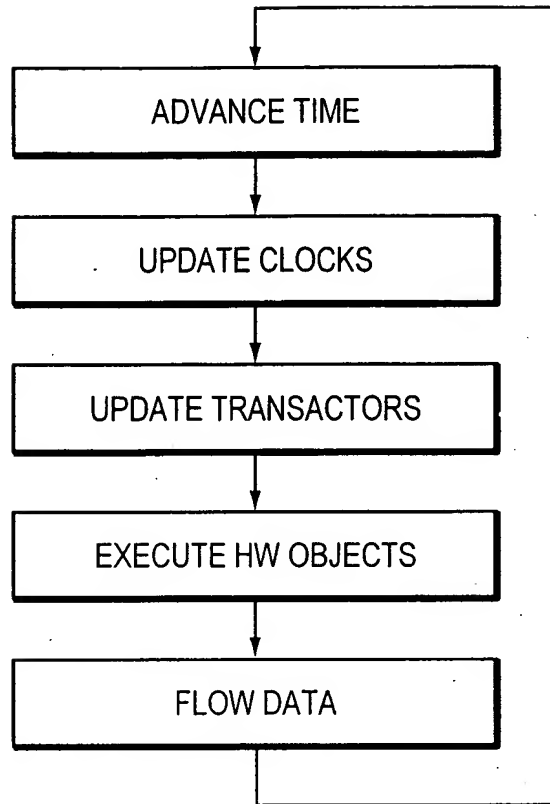 ADVANCE TIME
UPDATE CLOCKS
UPDATE TRANSACTORS
EXECUTE HW OBJECTS
FLOW DATA